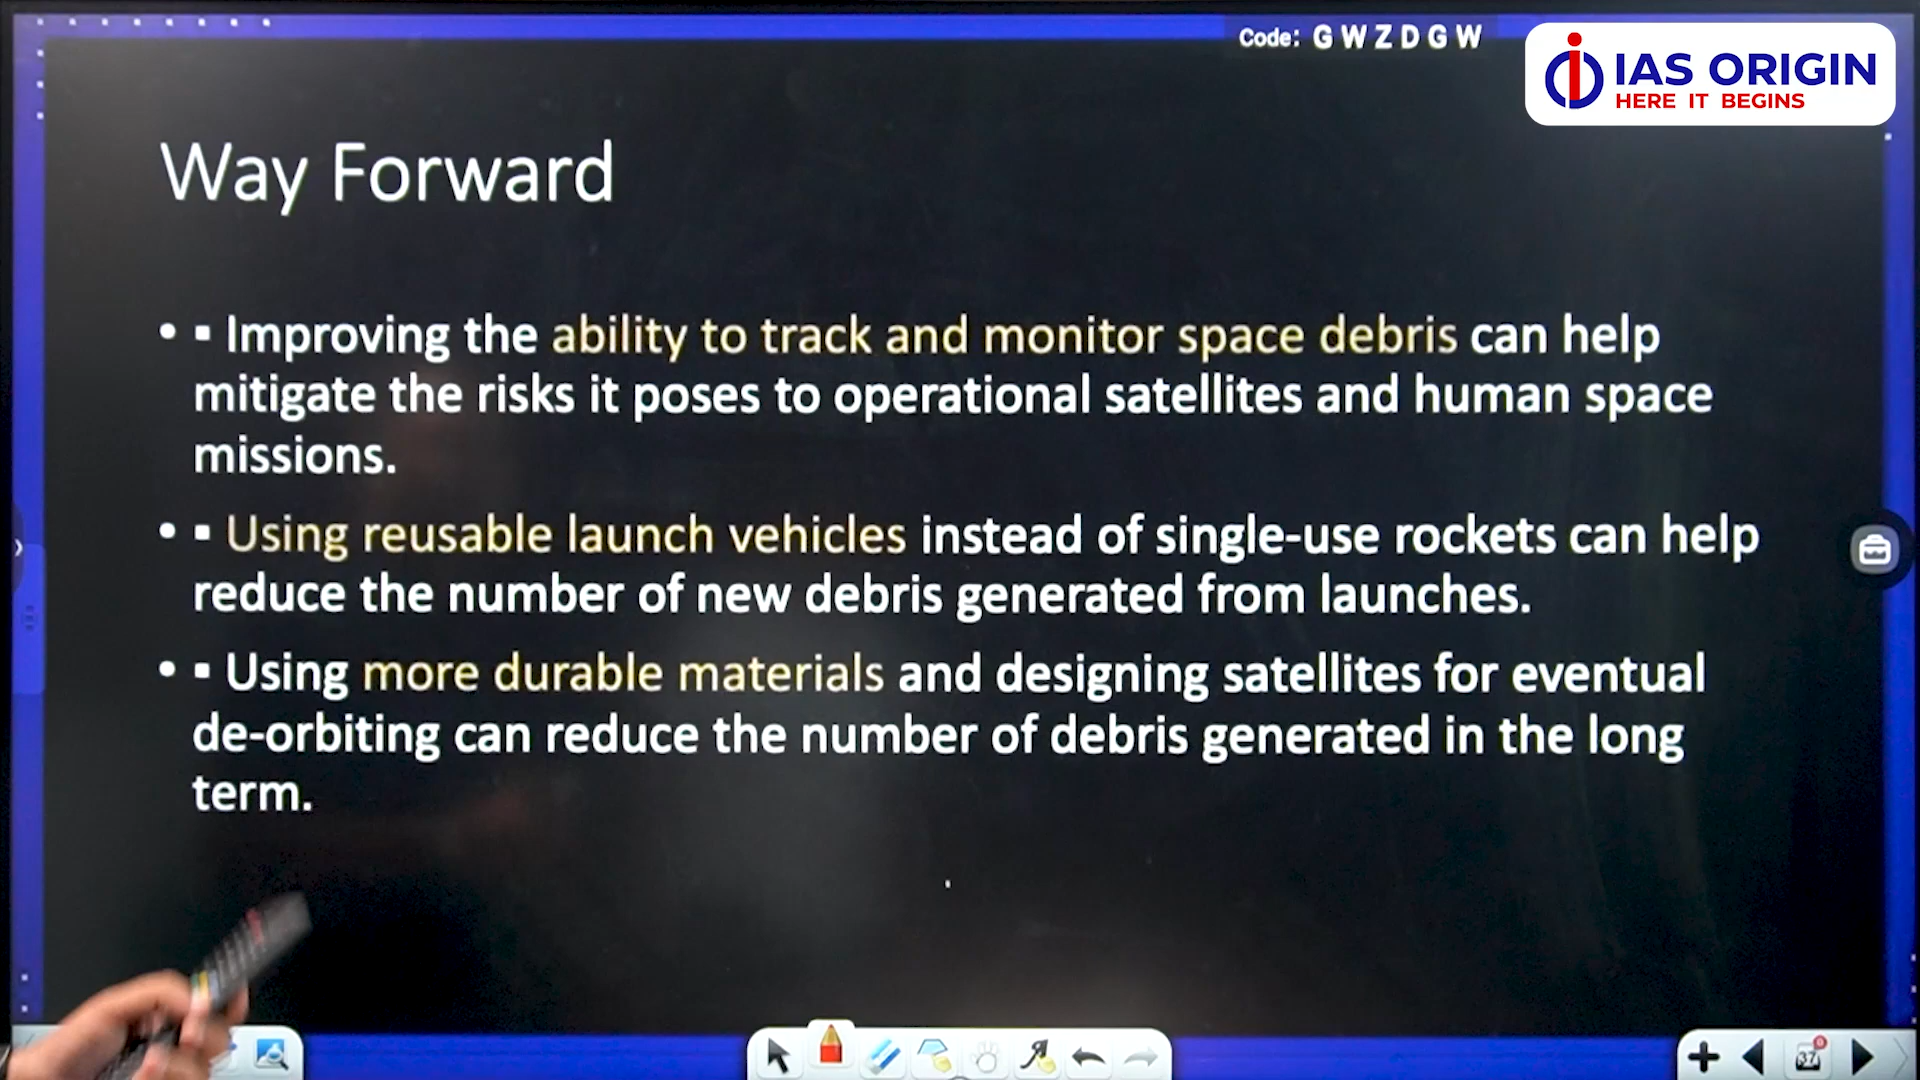 Code: GWZDGW
IAS ORIGIN
HERE IT BEGINS
Way Forward
• ▪ Improving the ability to track and monitor space debris can help
mitigate the risks it poses to operational satellites and human space
missions.
• ▪ Using reusable launch vehicles instead of single-use rockets can help
reduce the number of new debris generated from launches.
• ▪ Using more durable materials and designing satellites for eventual
de-orbiting can reduce the number of debris generated in the long
term.